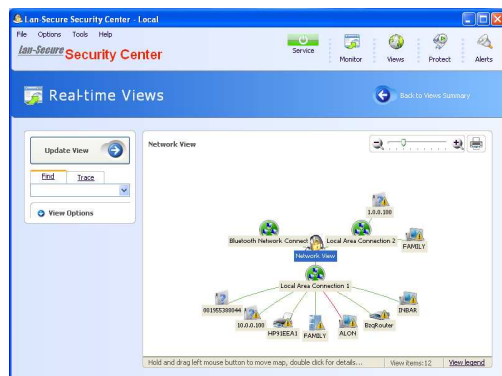 Lan-Secure Security Center - Local
File Options Tools Help
Lan-Secure Security Center
Service
Monitor
Views
Protect
Alerts
Real-time Views
Back to Views Summary
Update View
Find Trace
View Options
Network View
1.0.0.100
Bluetooth Network Connect
Local Area Connection 2
FAMILY
Network View
Local Area Connection 1
001955388044
10.0.0.100
HP91EEA1
FAMILY
ALON
BzqRouter
INBAR
Hold and drag left mouse button to move map, double click for details...
View items:12
View legend